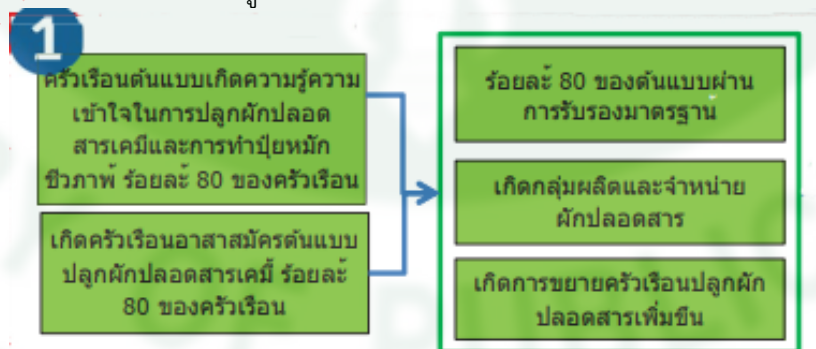 1
ครัวเรือนต้นแบบเกิดความรู้ความ
เข้าใจในการปลูกผักปลอด
สารเคมีและการทำปุ๋ยหมัก
ชีวภาพ์ ร้อยละ้ 80 ของครัวเรือน
เกิดครัวเรือนอาสาสมัครต้นแบบ
ปลูกผักปลอดสารเคมี้ ร้อยละ้
80 ของครัวเรือน
ร้อยละ้ 80 ของต้นแบบผ่าน
การรับรองมาตรฐาน
เกิดกลุ่มผลิตและจำหน่าย
ผักปลอดสาร
เกิดการขยายครัวเรือนปลูกผัก
ปลอดสารเพิ่มขึ้น